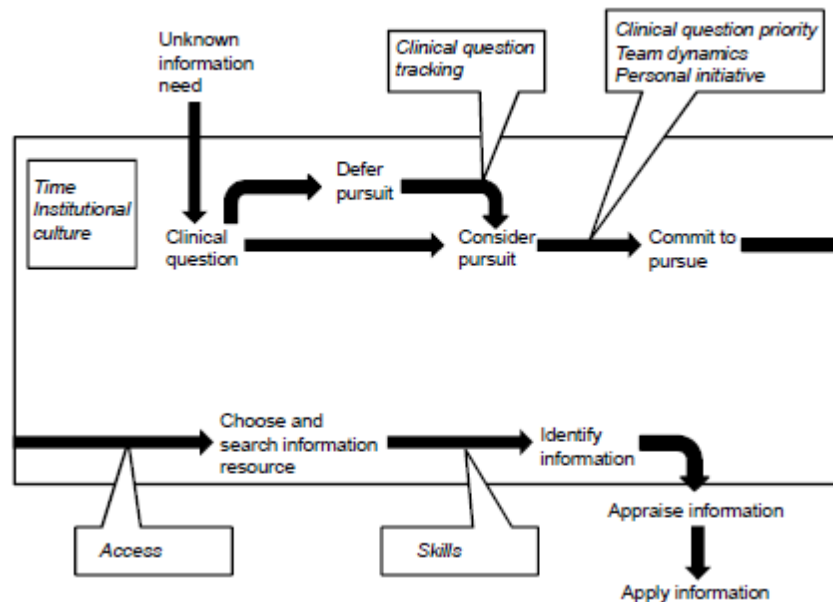 Unknown
information
need
Clinical question
tracking
Clinical question priority
Team dynamics
Personal initiative
Time
Institutional
culture
Defer
pursuit
Clinical
question
Consider
pursuit
Commit to
pursue
Choose and
search information
resource
Identify
information
Access
Skills
Appraise information
Apply information